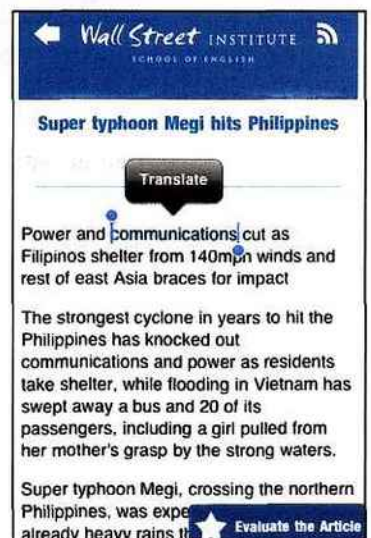 Wall Street INSTITUTE
SCHOOL OF ENGLISH
Super typhoon Megi hits Philippines
Translate
Power and communications cut as
Filipinos shelter from 140mph winds and
rest of east Asia braces for impact
The strongest cyclone in years to hit the
Philippines has knocked out
communications and power as residents
take shelter, while flooding in Vietnam has
swept away a bus and 20 of its
passengers, including a girl pulled from
her mother's grasp by the strong waters.
Super typhoon Megi, crossing the northern
Philippines, was expe
already heavy rains th
Evaluate the Article